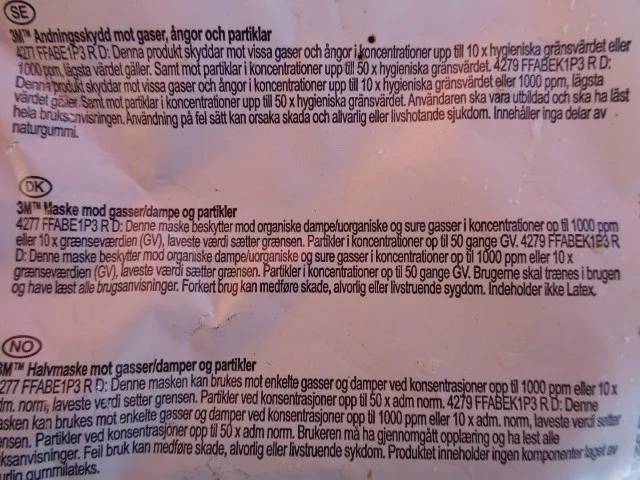 SE
3M™ Andningsskydd mot gaser, ångor och partiklar
4277 FFABE1P3 R D: Denna produkt skyddar mot vissa gaser och ångor i koncentrationer upp till 10 x hygieniska gränsvärdet eller
1000 ppm, lägsta värdet gäller. Samt mot partiklar i koncentrationer upp till 50 x hygieniska gränsvärdet. 4279 FFABEK1P3 R D:
Denna produkt skyddar mot vissa gaser och ångor i koncentrationer upp till 10 x hygieniska gränsvärdet eller 1000 ppm, lägsta
värdet gäller. Samt mot partiklar i koncentrationer upp till 50 x hygieniska gränsvärdet. Användaren ska vara utbildad och ska ha läst
hela bruksanvisningen. Användning på fel sätt kan orsaka skada och allvarlig eller livshotande sjukdom. Innehåller inga delar av
naturgummi.
DK
3M™ Maske mod gasser/dampe og partikler
4277 FFABE1P3 R D: Denne maske beskytter mod organiske dampe/uorganiske og sure gasser i koncentrationer op til 1000 ppm
eller 10 x grænseværdien (GV), laveste værdi sætter grænsen. Partikler i koncentrationer op til 50 gange GV. 4279 FFABEK1P3 R
D: Denne maske beskytter mod organiske dampe/uorganiske og sure gasser i koncentrationer op til 1000 ppm eller 10 x
grænseværdien (GV), laveste værdi sætter grænsen. Partikler i koncentrationer op til 50 gange GV. Brugerne skal trænes i brugen
og have læst alle brugsanvisninger. Forkert brug kan medføre skade, alvorlig eller livstruende sygdom. Indeholder ikke Latex.
NO
3M™ Halvmaske mot gasser/damper og partikler
277 FFABE1P3 R D: Denne masken kan brukes mot enkelte gasser og damper ved konsentrasjoner opp til 1000 ppm eller 10 x
dm. norm, laveste verdi setter grensen. Partikler ved konsentrasjoner opp til 50 x adm norm. 4279 FFABEK1P3 R D: Denne
asken kan brukes mot enkelte gasser og damper ved konsentrasjoner opp til 1000 ppm eller 10 x adm. norm, laveste verdi setter
ensen. Partikler ved konsentrasjoner opp til 50 x adm norm. Brukeren må ha gjennomgått opplæring og ha lest alle
ksanvisninger. Feil bruk kan medføre skade, alvorlig eller livstruende sykdom. Produktet inneholder ingen komponenter laget av
urlig gummilateks.